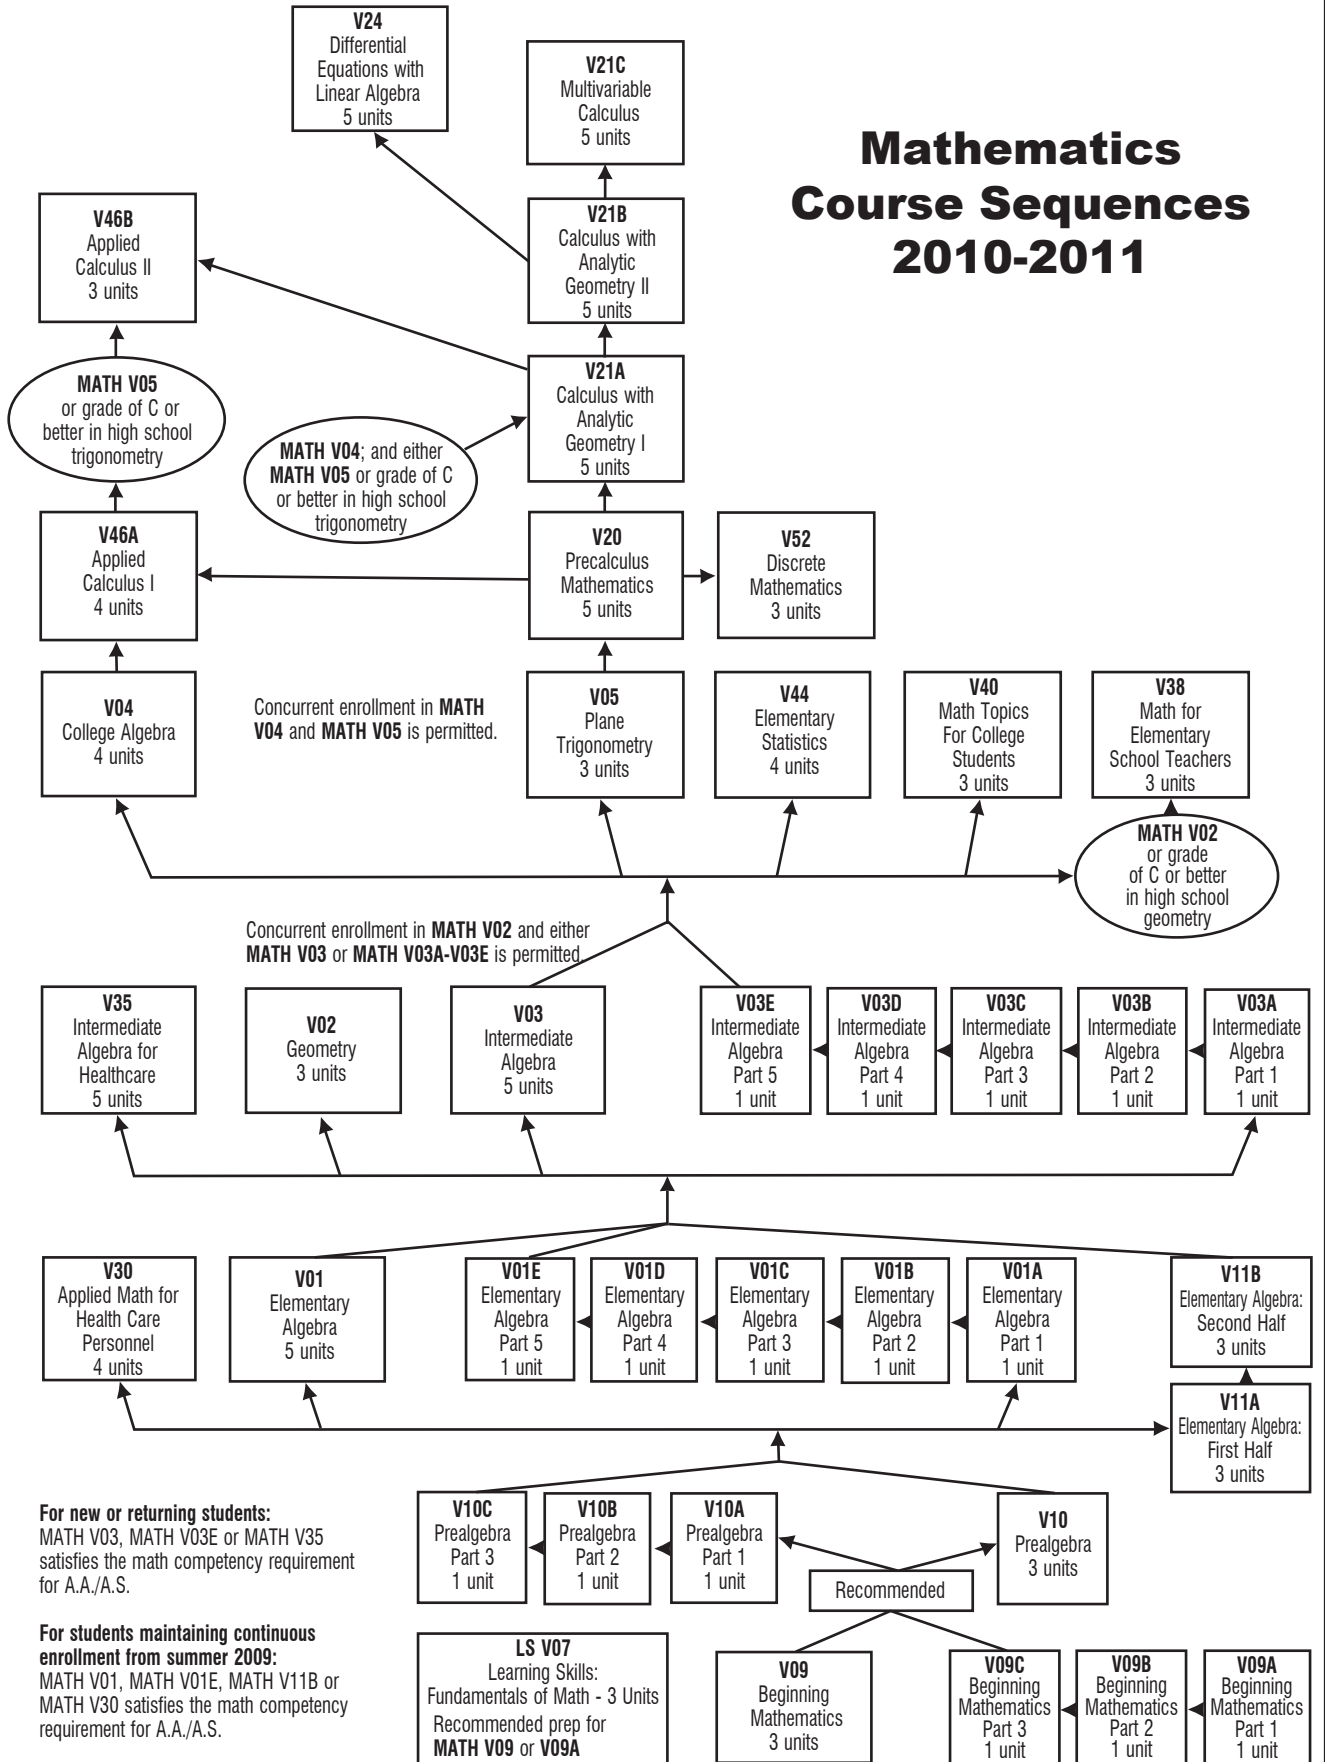 V24
Differential
Equations with
Linear Algebra
5 units
V21C
Multivariable
Calculus
5 units
Mathematics
Course Sequences
2010-2011
V46B
Applied
Calculus II
3 units
V21B
Calculus with
Analytic
Geometry II
5 units
MATH V05
or grade of C or
better in high school
trigonometry
V21A
Calculus with
Analytic
Geometry I
5 units
MATH V04; and either
MATH V05 or grade of C
or better in high school
trigonometry
V46A
Applied
Calculus I
4 units
V20
Precalculus
Mathematics
5 units
V52
Discrete
Mathematics
3 units
V04
College Algebra
4 units
Concurrent enrollment in MATH
V04 and MATH V05 is permitted.
V05
Plane
Trigonometry
3 units
V44
Elementary
Statistics
4 units
V40
Math Topics
For College
Students
3 units
V38
Math for
Elementary
School Teachers
3 units
MATH V02
or grade
of C or better
in high school
geometry
Concurrent enrollment in MATH V02 and either
MATH V03 or MATH V03A-V03E is permitted.
V35
Intermediate
Algebra for
Healthcare
5 units
V02
Geometry
3 units
V03
Intermediate
Algebra
5 units
V03E
Intermediate
Algebra
Part 5
1 unit
V03D
Intermediate
Algebra
Part 4
1 unit
V03C
Intermediate
Algebra
Part 3
1 unit
V03B
Intermediate
Algebra
Part 2
1 unit
V03A
Intermediate
Algebra
Part 1
1 unit
V30
Applied Math for
Health Care
Personnel
4 units
V01
Elementary
Algebra
5 units
V01E
Elementary
Algebra
Part 5
1 unit
V01D
Elementary
Algebra
Part 4
1 unit
V01C
Elementary
Algebra
Part 3
1 unit
V01B
Elementary
Algebra
Part 2
1 unit
V01A
Elementary
Algebra
Part 1
1 unit
V11B
Elementary Algebra:
Second Half
3 units
V11A
Elementary Algebra:
First Half
3 units
For new or returning students:
MATH V03, MATH V03E or MATH V35
satisfies the math competency requirement
for A.A./A.S.
V10C
Prealgebra
Part 3
1 unit
V10B
Prealgebra
Part 2
1 unit
V10A
Prealgebra
Part 1
1 unit
V10
Prealgebra
3 units
Recommended
For students maintaining continuous
enrollment from summer 2009:
MATH V01, MATH V01E, MATH V11B or
MATH V30 satisfies the math competency
requirement for A.A./A.S.
LS V07
Learning Skills:
Fundamentals of Math - 3 Units
Recommended prep for
MATH V09 or V09A
V09
Beginning
Mathematics
3 units
V09C
Beginning
Mathematics
Part 3
1 unit
V09B
Beginning
Mathematics
Part 2
1 unit
V09A
Beginning
Mathematics
Part 1
1 unit